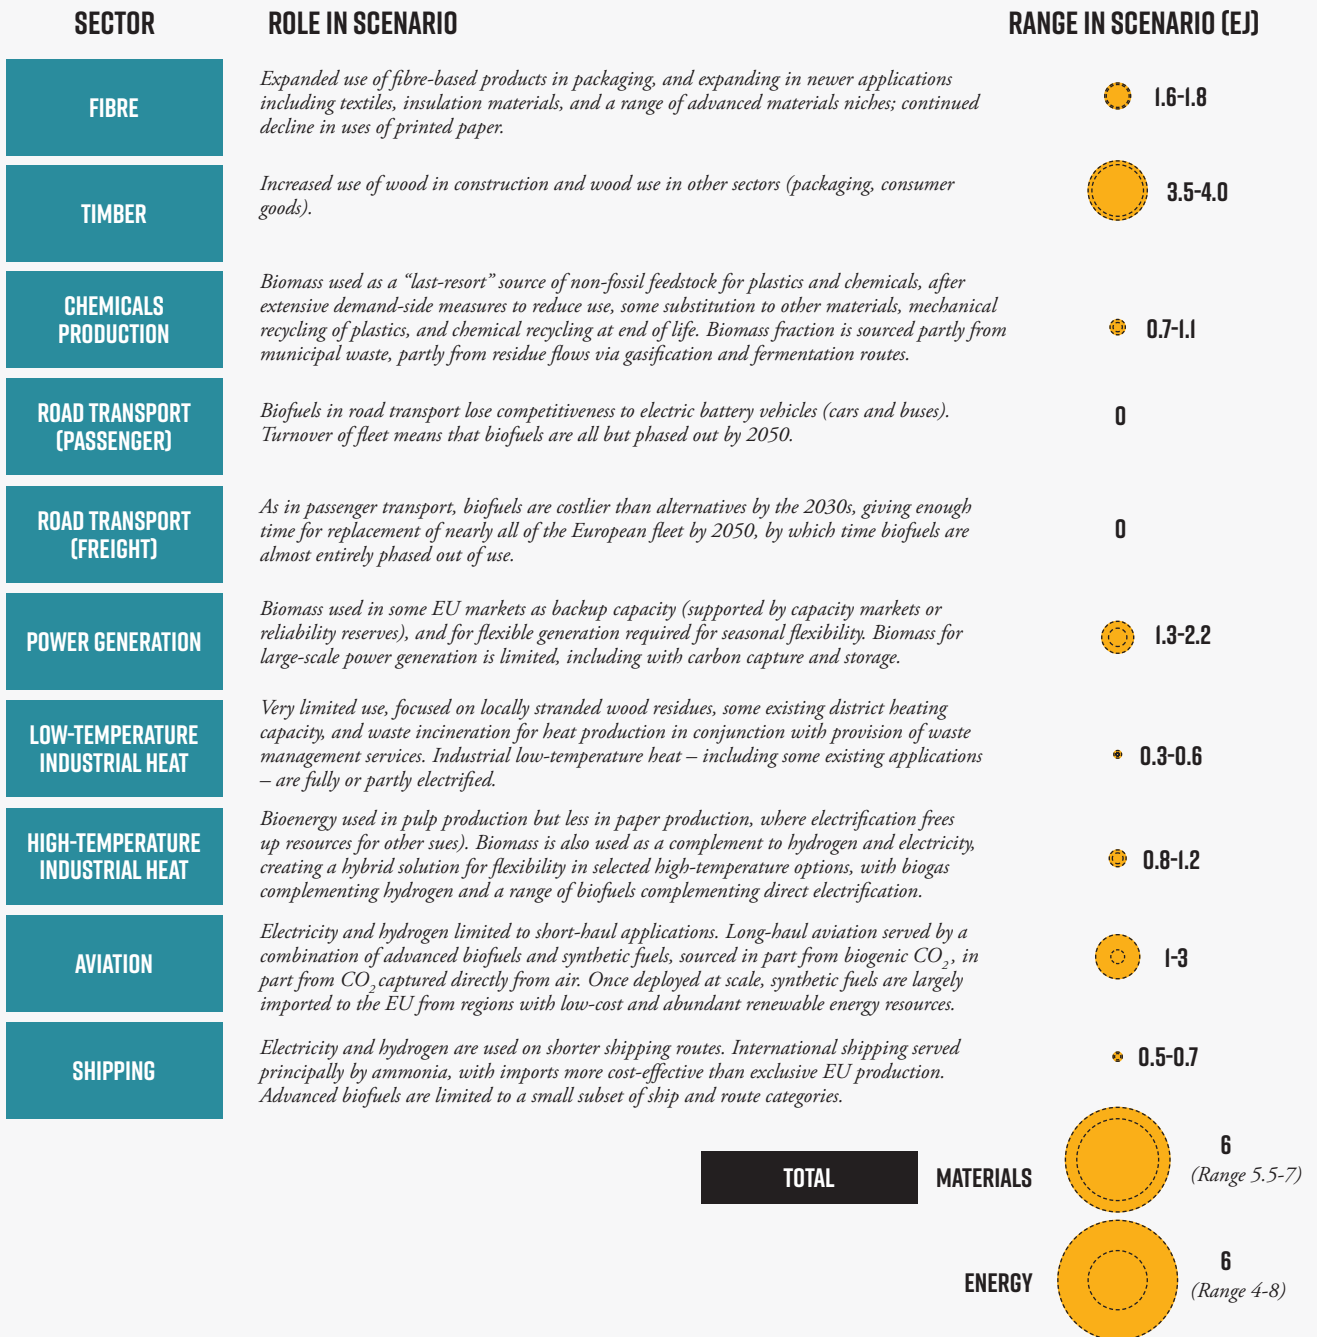 SECTOR
ROLE IN SCENARIO
RANGE IN SCENARIO (EJ)
FIBRE
Expanded use of fibre-based products in packaging, and expanding in newer applications
including textiles, insulation materials, and a range of advanced materials niches; continued
decline in uses of printed paper.
1.6-1.8
TIMBER
Increased use of wood in construction and wood use in other sectors (packaging, consumer
goods).
3.5-4.0
CHEMICALS
PRODUCTION
Biomass used as a “last-resort” source of non-fossil feedstock for plastics and chemicals, after
extensive demand-side measures to reduce use, some substitution to other materials, mechanical
recycling of plastics, and chemical recycling at end of life. Biomass fraction is sourced partly from
municipal waste, partly from residue flows via gasification and fermentation routes.
0.7-1.1
ROAD TRANSPORT
(PASSENGER)
Biofuels in road transport lose competitiveness to electric battery vehicles (cars and buses).
Turnover of fleet means that biofuels are all but phased out by 2050.
0
ROAD TRANSPORT
(FREIGHT)
As in passenger transport, biofuels are costlier than alternatives by the 2030s, giving enough
time for replacement of nearly all of the European fleet by 2050, by which time biofuels are
almost entirely phased out of use.
0
POWER GENERATION
Biomass used in some EU markets as backup capacity (supported by capacity markets or
reliability reserves), and for flexible generation required for seasonal flexibility. Biomass for
large-scale power generation is limited, including with carbon capture and storage.
1.3-2.2
LOW-TEMPERATURE
INDUSTRIAL HEAT
Very limited use, focused on locally stranded wood residues, some existing district heating
capacity, and waste incineration for heat production in conjunction with provision of waste
management services. Industrial low-temperature heat – including some existing applications
– are fully or partly electrified.
0.3-0.6
HIGH-TEMPERATURE
INDUSTRIAL HEAT
Bioenergy used in pulp production but less in paper production, where electrification frees
up resources for other sues). Biomass is also used as a complement to hydrogen and electricity,
creating a hybrid solution for flexibility in selected high-temperature options, with biogas
complementing hydrogen and a range of biofuels complementing direct electrification.
0.8-1.2
AVIATION
Electricity and hydrogen limited to short-haul applications. Long-haul aviation served by a
combination of advanced biofuels and synthetic fuels, sourced in part from biogenic CO2, in
part from CO2 captured directly from air. Once deployed at scale, synthetic fuels are largely
imported to the EU from regions with low-cost and abundant renewable energy resources.
1-3
SHIPPING
Electricity and hydrogen are used on shorter shipping routes. International shipping served
principally by ammonia, with imports more cost-effective than exclusive EU production.
Advanced biofuels are limited to a small subset of ship and route categories.
0.5-0.7
TOTAL
MATERIALS
6
(Range 5.5-7)
ENERGY
6
(Range 4-8)